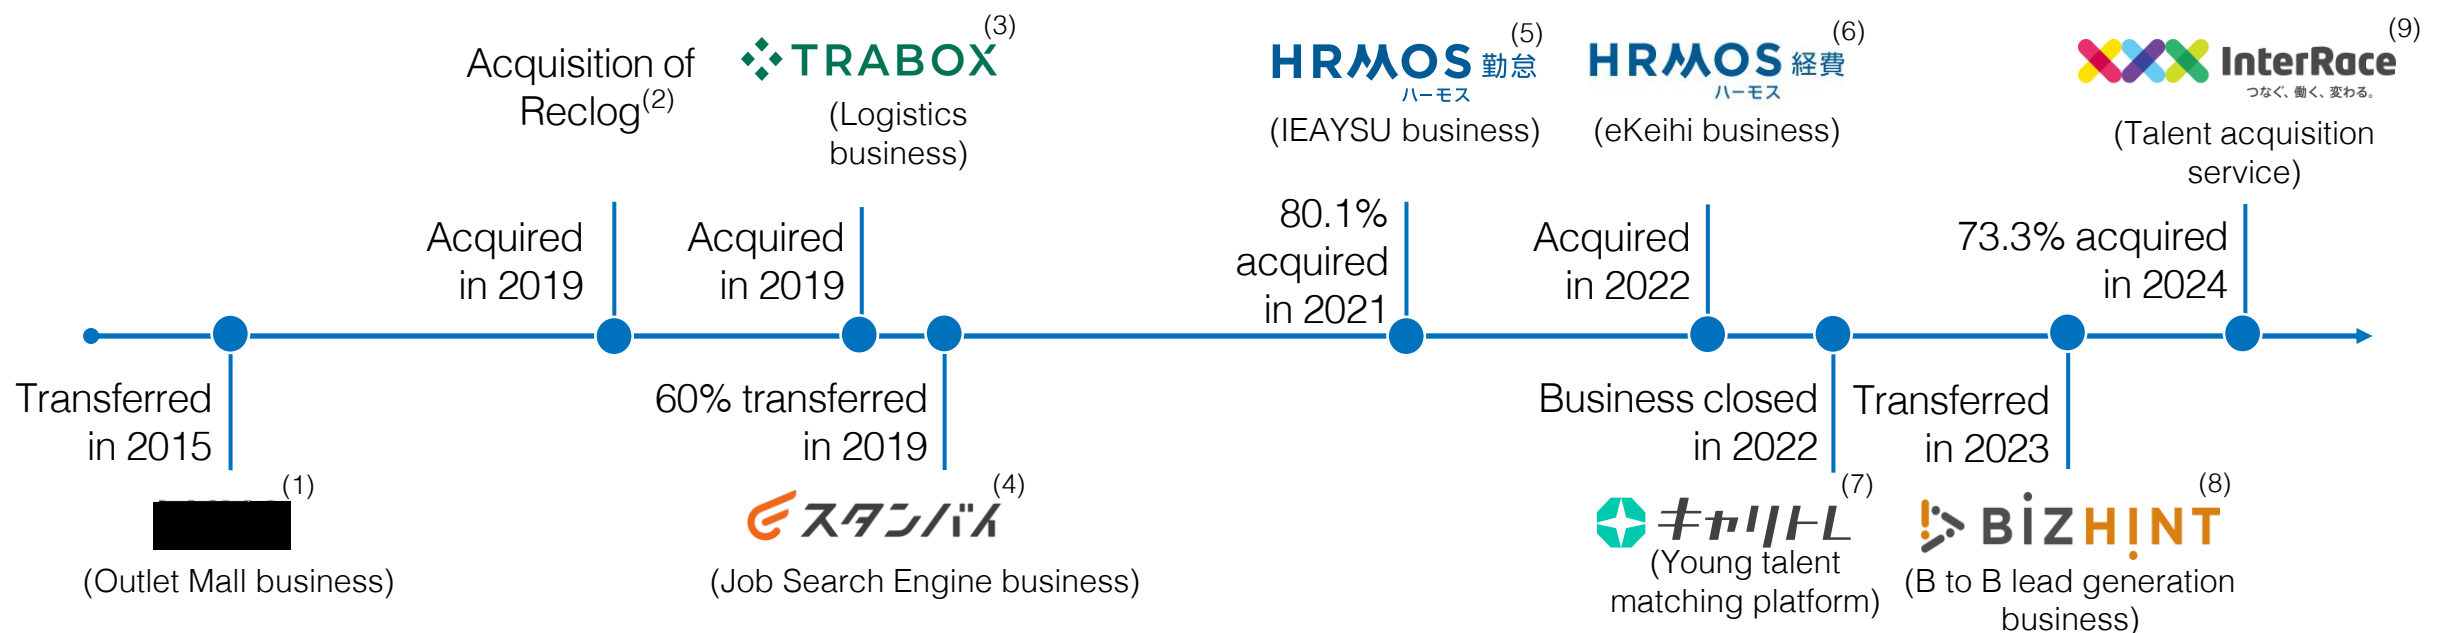 Acquisition of
Reclog(2)
TRABOX(3)
(Logistics
business)
HRMOS 勤怠(5)
ハーモス
(IEAYSU business)
HRMOS 経費(6)
ハーモス
(eKeihi business)
InterRace(9)
つなぐ、働く、変わる。
(Talent acquisition
service)
Acquired
in 2019
Acquired
in 2019
80.1%
acquired
in 2021
Acquired
in 2022
73.3% acquired
in 2024
Transferred
in 2015
60% transferred
in 2019
Business closed
in 2022
Transferred
in 2023
(1)
(Outlet Mall business)
スタンバイ(4)
(Job Search Engine business)
キャリトレ(7)
(Young talent
matching platform)
BIZHINT(8)
(B to B lead generation
business)